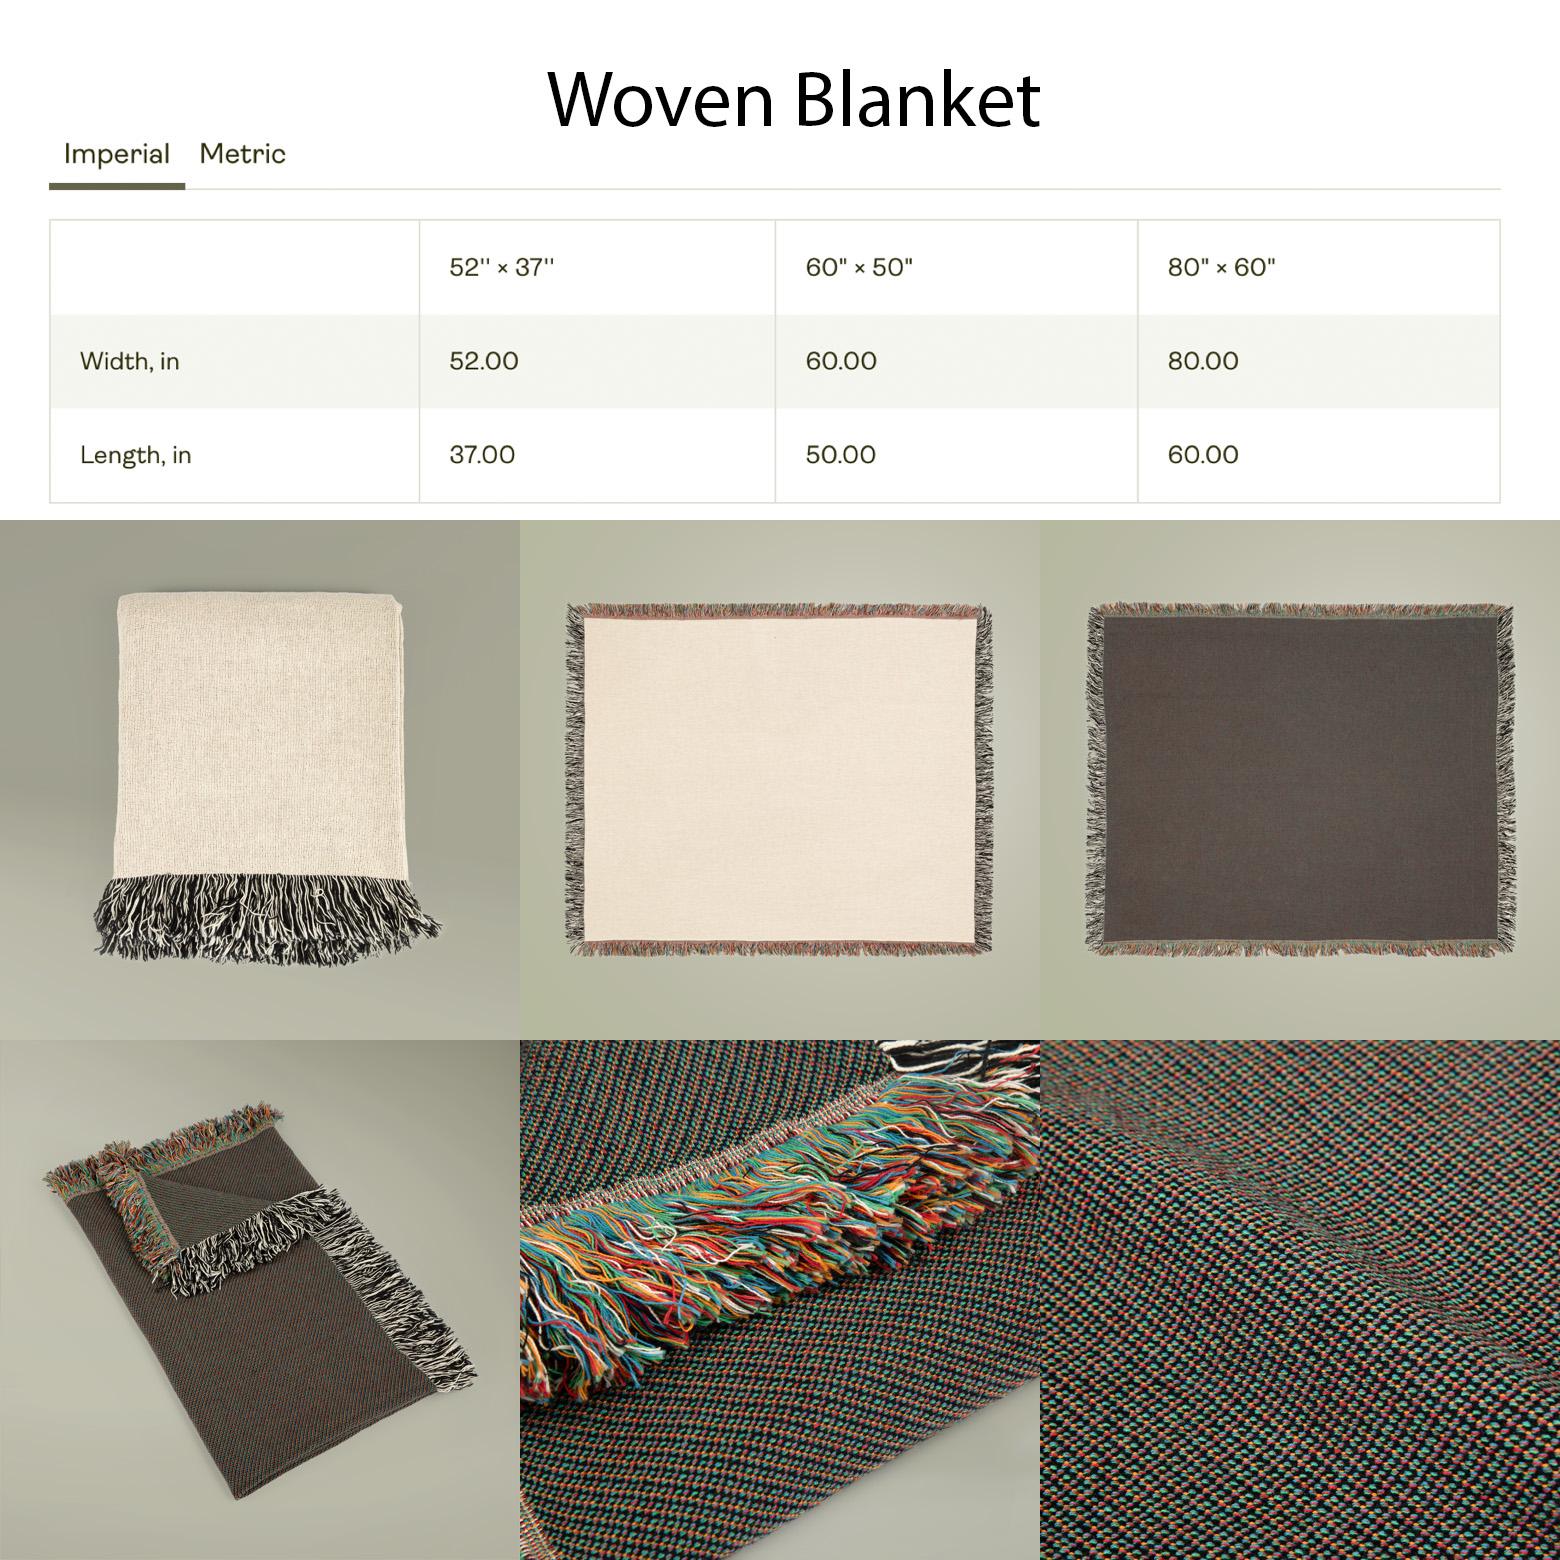 Woven Blanket
Imperial Metric
52'' × 37'' 60" × 50" 80" × 60"
Width, in 52.00 60.00 80.00
Length, in 37.00 50.00 60.00